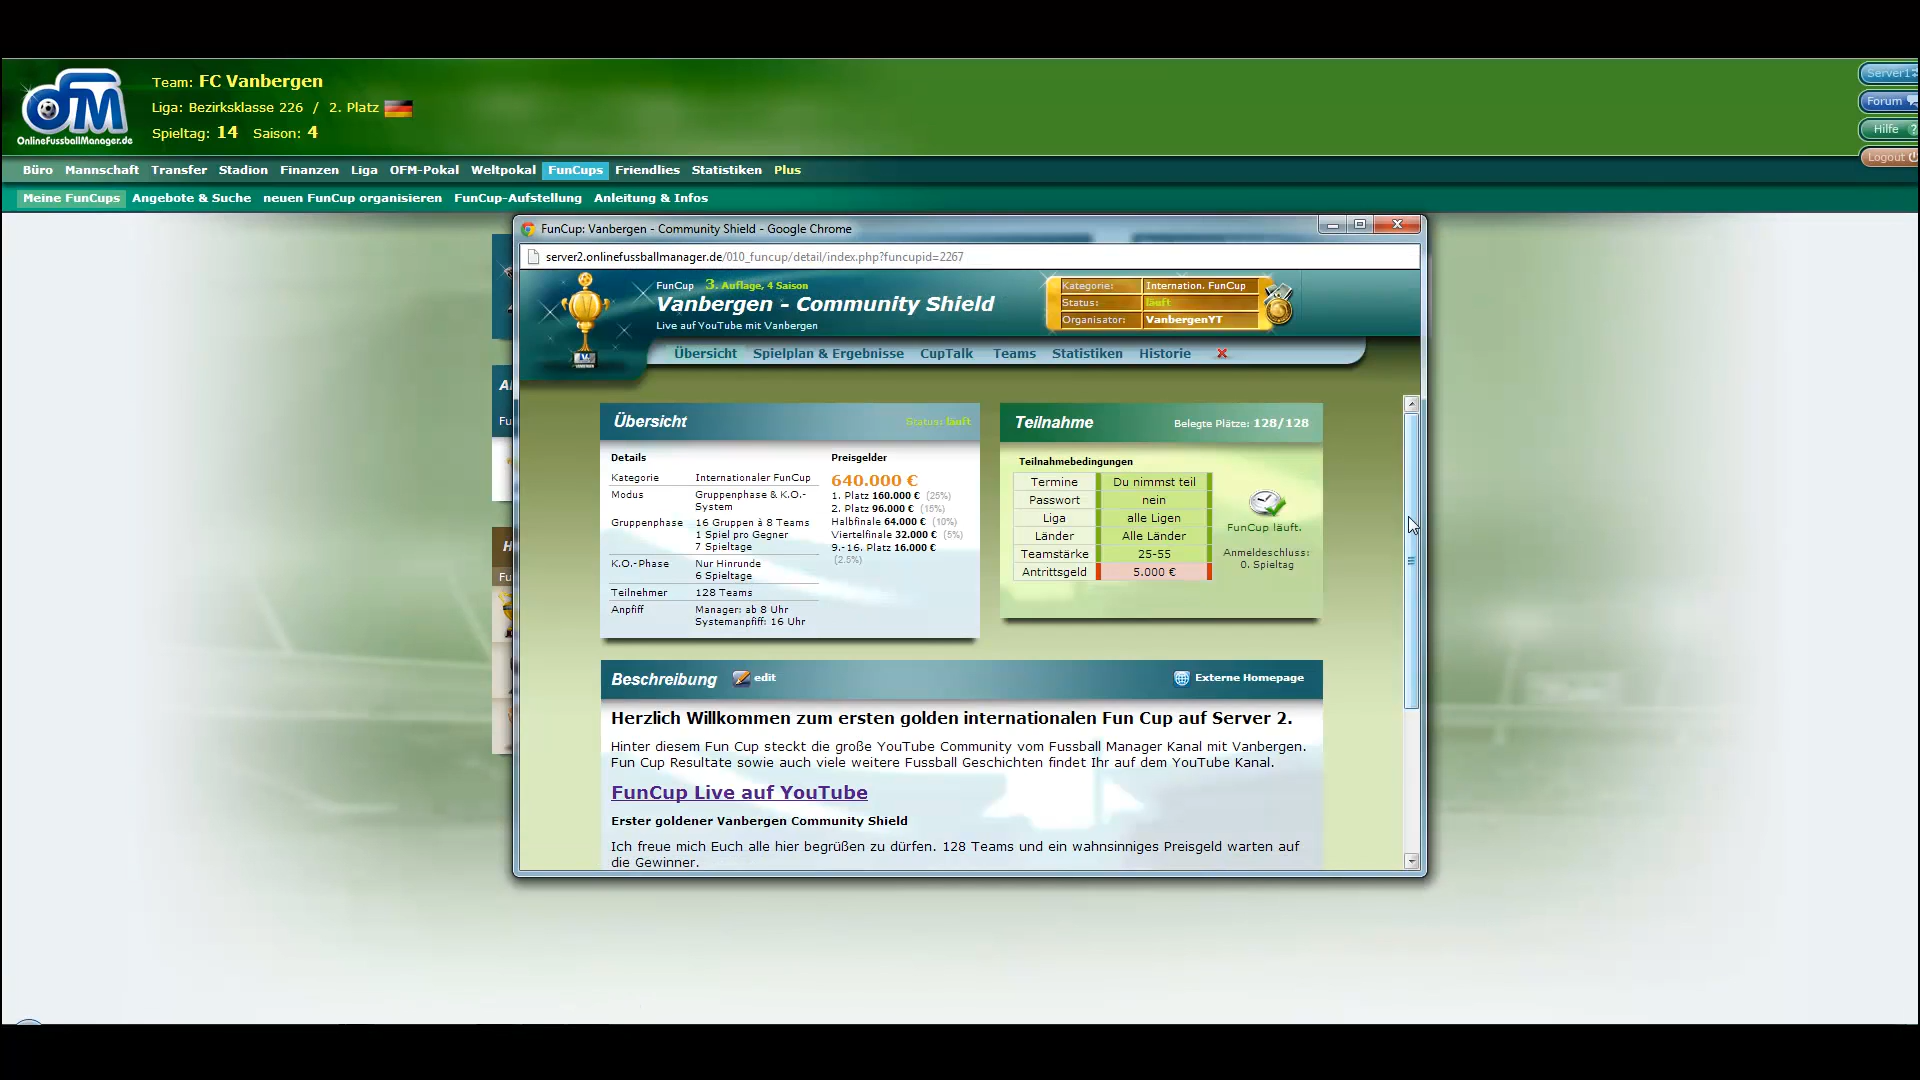 OFM
OnlineFussballManager.de
Team: FC Vanbergen
Liga: Bezirksklasse 226 / 2. Platz
Spieltag: 14 Saison: 4
Server1
Forum
Hilfe ?
Logout
Büro Mannschaft Transfer Stadion Finanzen Liga OFM-Pokal Weltpokal FunCups Friendlies Statistiken Plus
Meine FunCups Angebote & Suche neuen FunCup organisieren FunCup-Aufstellung Anleitung & Infos
FunCup: Vanbergen - Community Shield - Google Chrome
server2.onlinefussballmanager.de/010_funcup/detail/index.php?funcupid=2267
FunCup 3. Auflage, 4 Saison
Vanbergen - Community Shield
Live auf YouTube mit Vanbergen
Kategorie: Internation. FunCup
Status: läuft
Organisator: VanbergenYT
Übersicht Spielplan & Ergebnisse CupTalk Teams Statistiken Historie
Übersicht Status: läuft
Details
Kategorie Internationaler FunCup
Modus Gruppenphase & K.O.-
System
Gruppenphase 16 Gruppen à 8 Teams
1 Spiel pro Gegner
7 Spieltage
K.O.-Phase Nur Hinrunde
6 Spieltage
Teilnehmer 128 Teams
Anpfiff Manager: ab 8 Uhr
Systemanpfiff: 16 Uhr
Preisgelder
640.000 €
1. Platz 160.000 € (25%)
2. Platz 96.000 € (15%)
Halbfinale 64.000 € (10%)
Viertelfinale 32.000 € (5%)
9.-16. Platz 16.000 €
(2.5%)
Teilnahme Belegte Plätze: 128/128
Teilnahmebedingungen
Termine Du nimmst teil
Passwort nein
Liga alle Ligen
Länder Alle Länder
Teamstärke 25-55
Antrittsgeld 5.000 €
FunCup läuft.
Anmeldeschluss:
0. Spieltag
Beschreibung edit Externe Homepage
Herzlich Willkommen zum ersten golden internationalen Fun Cup auf Server 2.
Hinter diesem Fun Cup steckt die große YouTube Community vom Fussball Manager Kanal mit Vanbergen.
Fun Cup Resultate sowie auch viele weitere Fussball Geschichten findet Ihr auf dem YouTube Kanal.
FunCup Live auf YouTube
Erster goldener Vanbergen Community Shield
Ich freue mich Euch alle hier begrüßen zu dürfen. 128 Teams und ein wahnsinniges Preisgeld warten auf
die Gewinner.